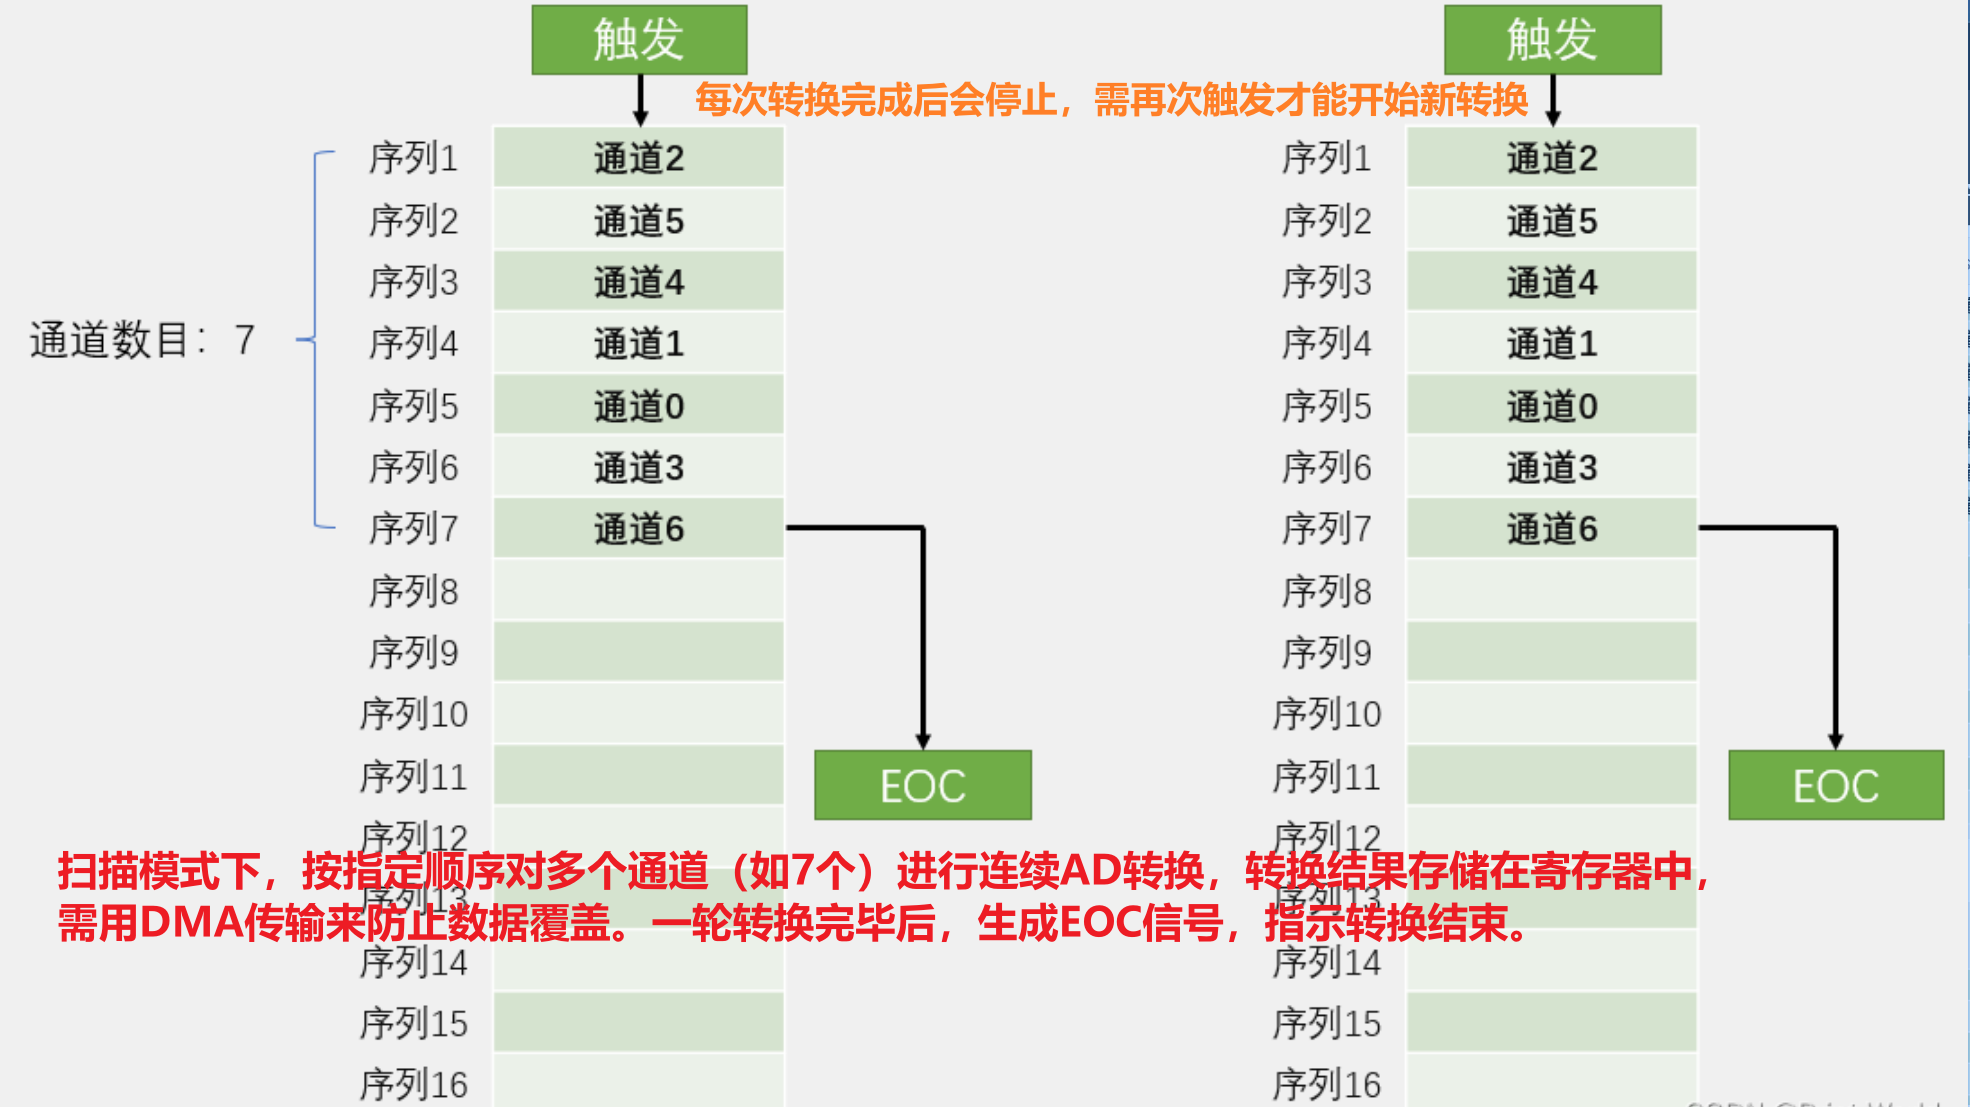 触发 触发
每次转换完成后会停止，需再次触发才能开始新转换
序列1 通道2 序列1 通道2
序列2 通道5 序列2 通道5
序列3 通道4 序列3 通道4
通道数目：7 序列4 通道1 序列4 通道1
序列5 通道0 序列5 通道0
序列6 通道3 序列6 通道3
序列7 通道6 序列7 通道6
序列8 序列8
序列9 序列9
序列10 序列10
序列11 EOC 序列11 EOC
序列12 序列12
扫描模式下，按指定顺序对多个通道（如7个）进行连续AD转换，转换结果存储在寄存器中，
序列13 序列13
需用DMA传输来防止数据覆盖。一轮转换完毕后，生成EOC信号，指示转换结束。
序列14 序列14
序列15 序列15
序列16 序列16